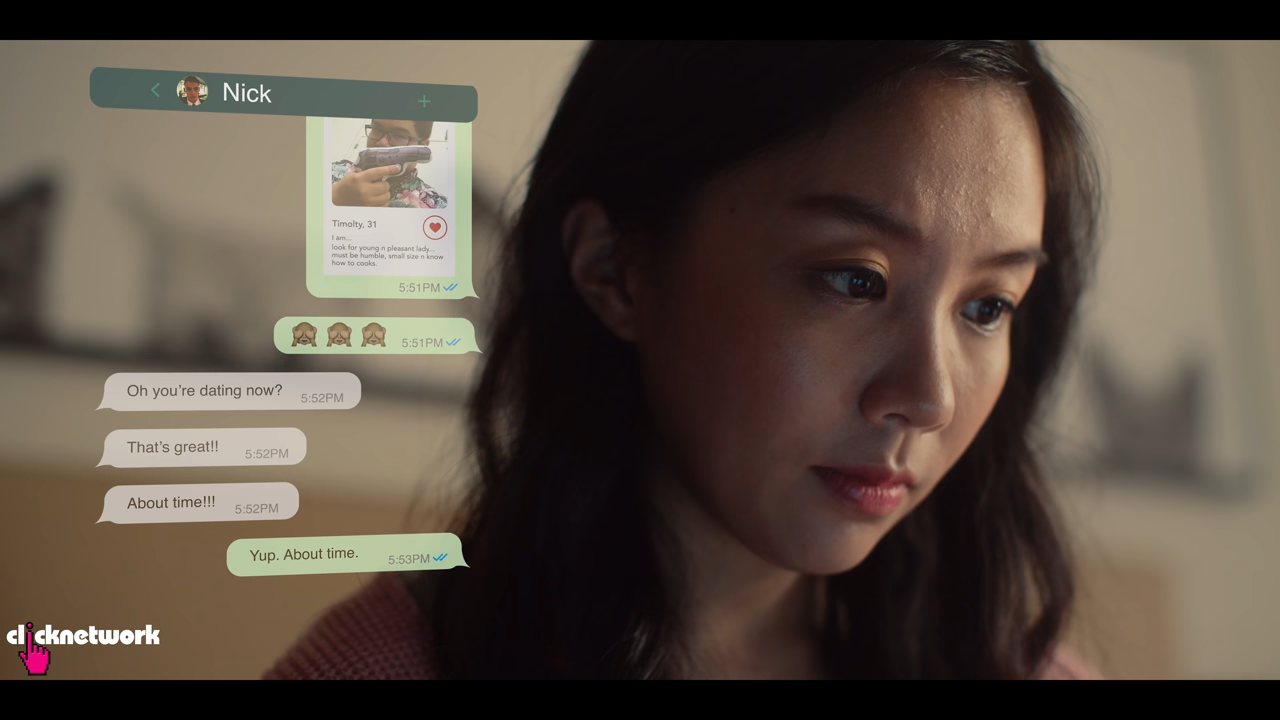 Nick
Timolty, 31
I am...
look for young n pleasant lady...
must be humble, small size n know
how to cooks.
5:51PM
5:51PM
Oh you're dating now?
5:52PM
That's great!!
5:52PM
About time!!!
5:52PM
Yup. About time.
5:53PM
clicknetwork